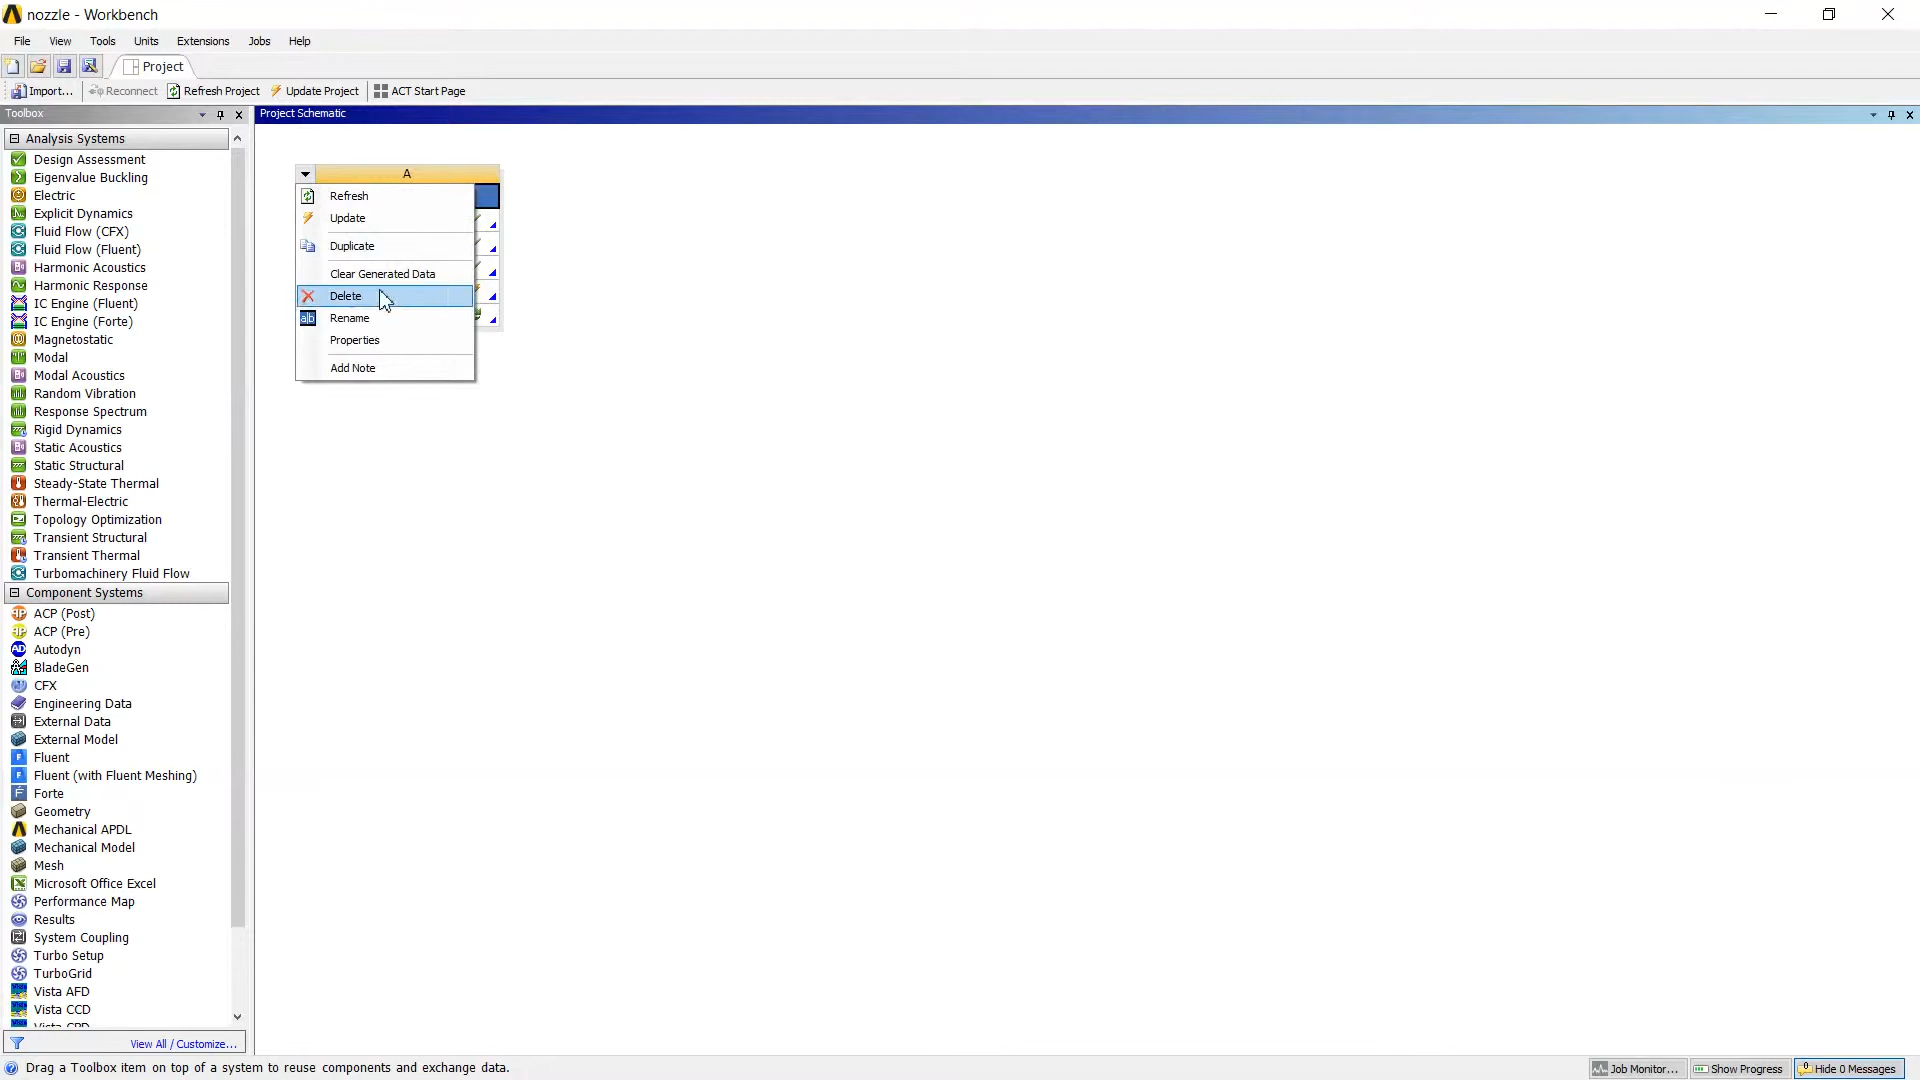 nozzle - Workbench
File View Tools Units Extensions Jobs Help
Project
Import... Reconnect Refresh Project Update Project ACT Start Page
Toolbox
Project Schematic
Analysis Systems
Design Assessment
Eigenvalue Buckling
Electric
Explicit Dynamics
Fluid Flow (CFX)
Fluid Flow (Fluent)
Harmonic Acoustics
Harmonic Response
IC Engine (Fluent)
IC Engine (Forte)
Magnetostatic
Modal
Modal Acoustics
Random Vibration
Response Spectrum
Rigid Dynamics
Static Acoustics
Static Structural
Steady-State Thermal
Thermal-Electric
Topology Optimization
Transient Structural
Transient Thermal
Turbomachinery Fluid Flow
Component Systems
ACP (Post)
ACP (Pre)
Autodyn
BladeGen
CFX
Engineering Data
External Data
External Model
Fluent
Fluent (with Fluent Meshing)
Forte
Geometry
Mechanical APDL
Mechanical Model
Mesh
Microsoft Office Excel
Performance Map
Results
System Coupling
Turbo Setup
TurboGrid
Vista AFD
Vista CCD
View All / Customize...
A
Refresh
Update
Duplicate
Clear Generated Data
Delete
Rename
Properties
Add Note
Drag a Toolbox item on top of a system to reuse components and exchange data.
Job Monitor... Show Progress Hide 0 Messages